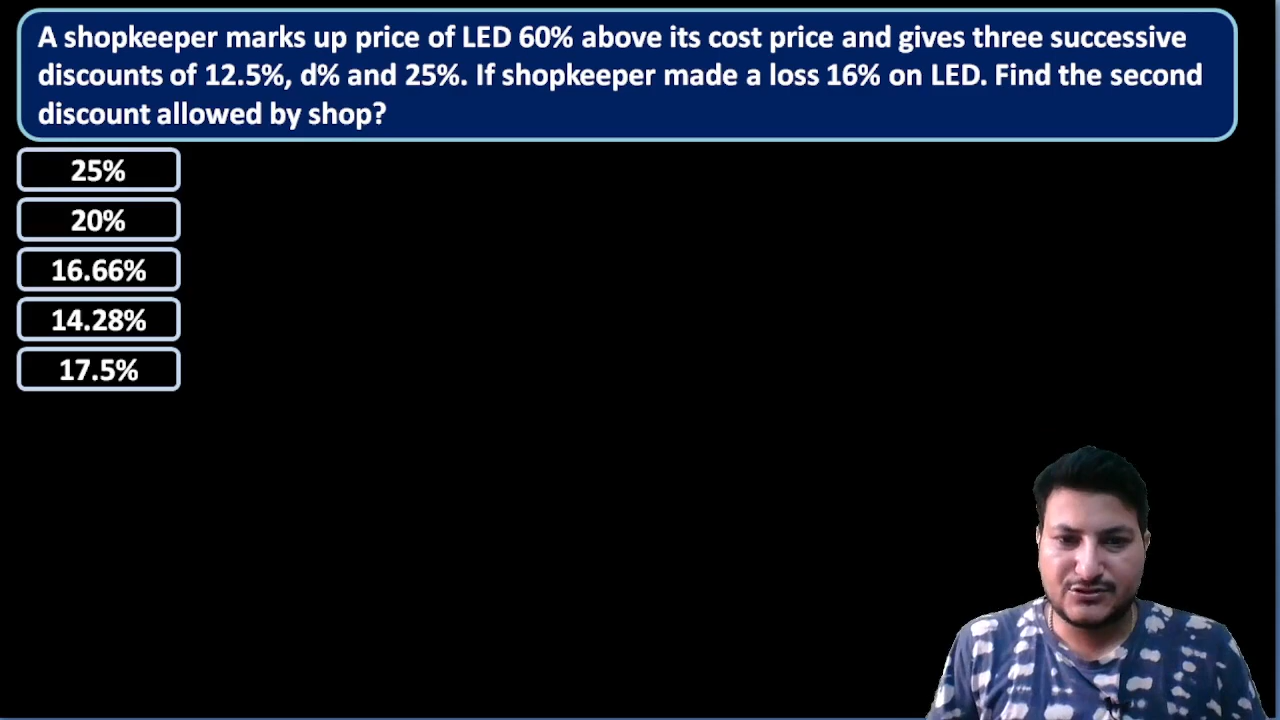 A shopkeeper marks up price of LED 60% above its cost price and gives three successive
discounts of 12.5%, d% and 25%. If shopkeeper made a loss 16% on LED. Find the second
discount allowed by shop?
25%
20%
16.66%
14.28%
17.5%